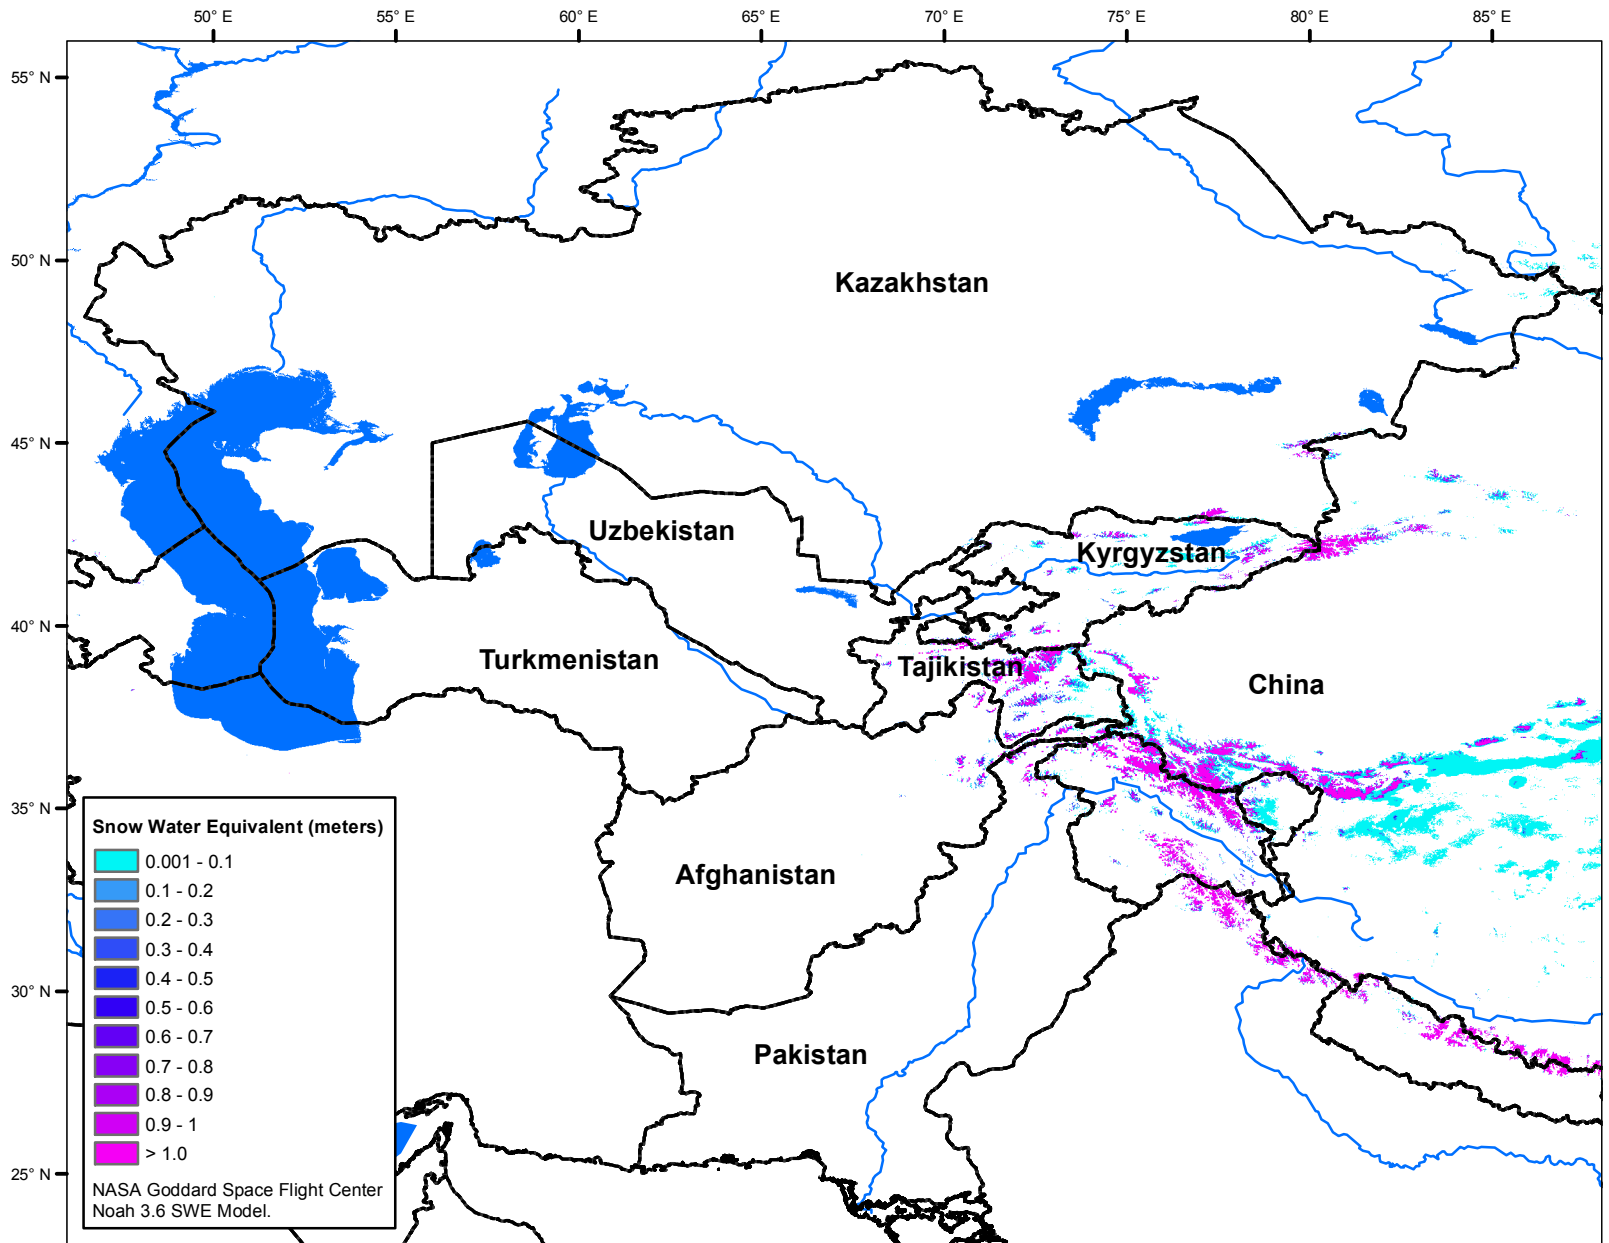 50° E 55° E 60° E 65° E 70° E 75° E 80° E 85° E
55° N
50° N
45° N
40° N
35° N
30° N
25° N
Kazakhstan
Uzbekistan
Kyrgyzstan
Turkmenistan
Tajikistan
China
Afghanistan
Pakistan
Snow Water Equivalent (meters)
0.001 - 0.1
0.1 - 0.2
0.2 - 0.3
0.3 - 0.4
0.4 - 0.5
0.5 - 0.6
0.6 - 0.7
0.7 - 0.8
0.8 - 0.9
0.9 - 1
> 1.0
NASA Goddard Space Flight Center
Noah 3.6 SWE Model.